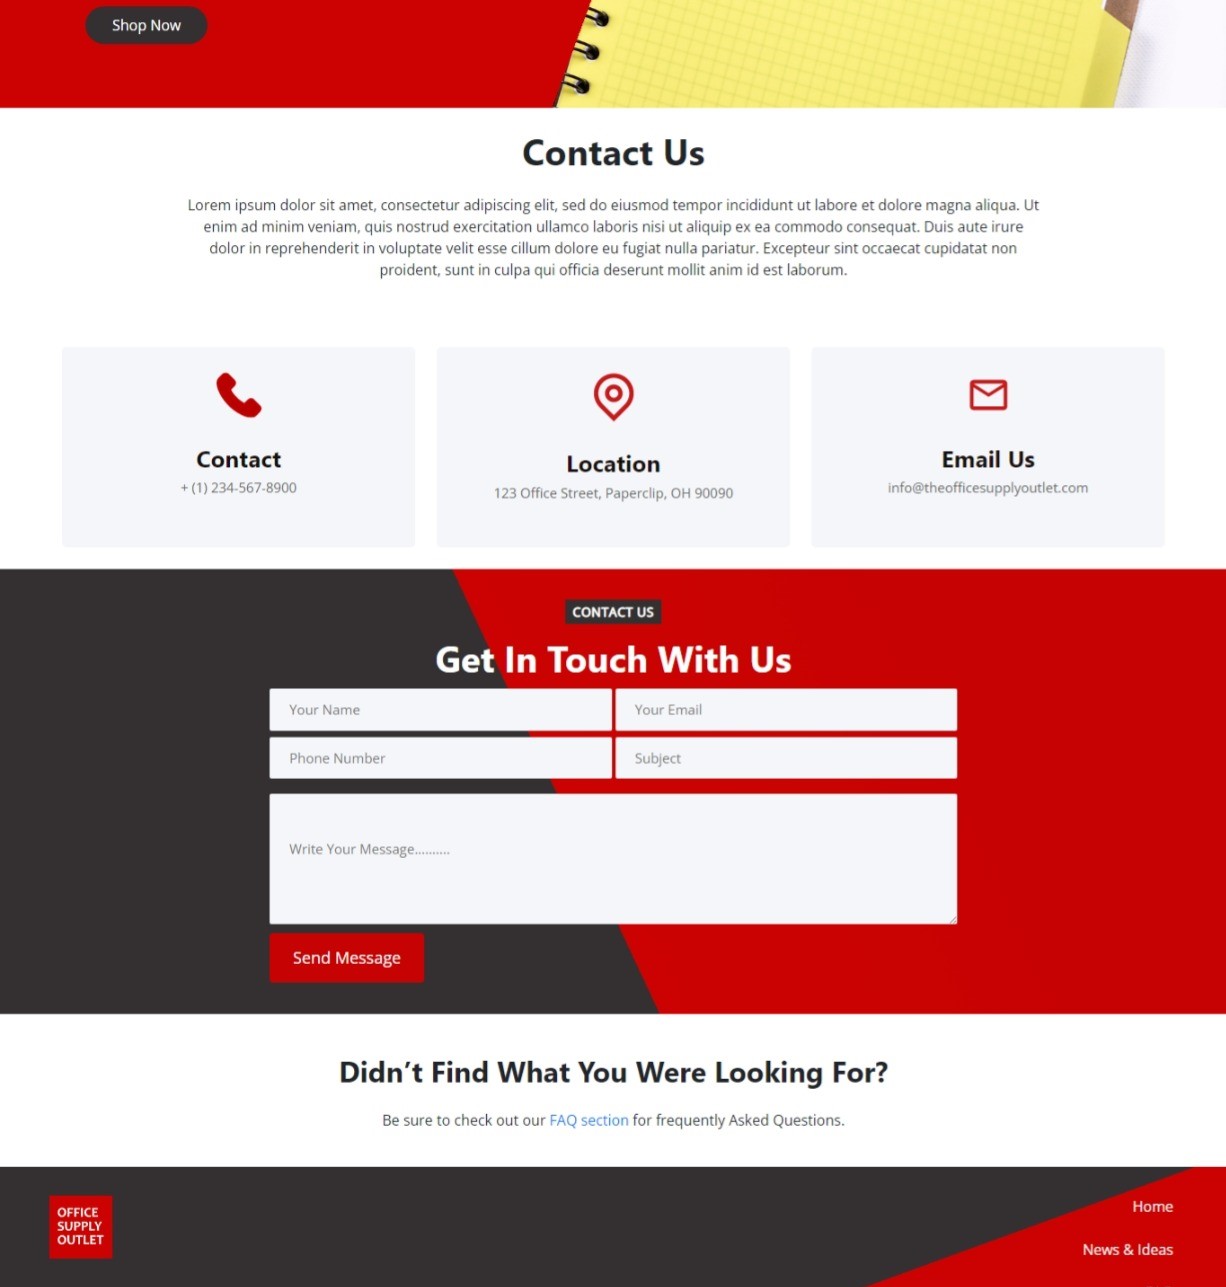 Shop Now
Contact Us
Lorem ipsum dolor sit amet, consectetur adipiscing elit, sed do eiusmod tempor incididunt ut labore et dolore magna aliqua. Ut
enim ad minim veniam, quis nostrud exercitation ullamco laboris nisi ut aliquip ex ea commodo consequat. Duis aute irure
dolor in reprehenderit in voluptate velit esse cillum dolore eu fugiat nulla pariatur. Excepteur sint occaecat cupidatat non
proident, sunt in culpa qui officia deserunt mollit anim id est laborum.
Contact
+ (1) 234-567-8900
Location
123 Office Street, Paperclip, OH 90090
Email Us
info@theofficesupplyoutlet.com
CONTACT US
Get In Touch With Us
Your Name
Your Email
Phone Number
Subject
Write Your Message..........
Send Message
Didn’t Find What You Were Looking For?
Be sure to check out our FAQ section for frequently Asked Questions.
OFFICE
SUPPLY
OUTLET
Home
News & Ideas